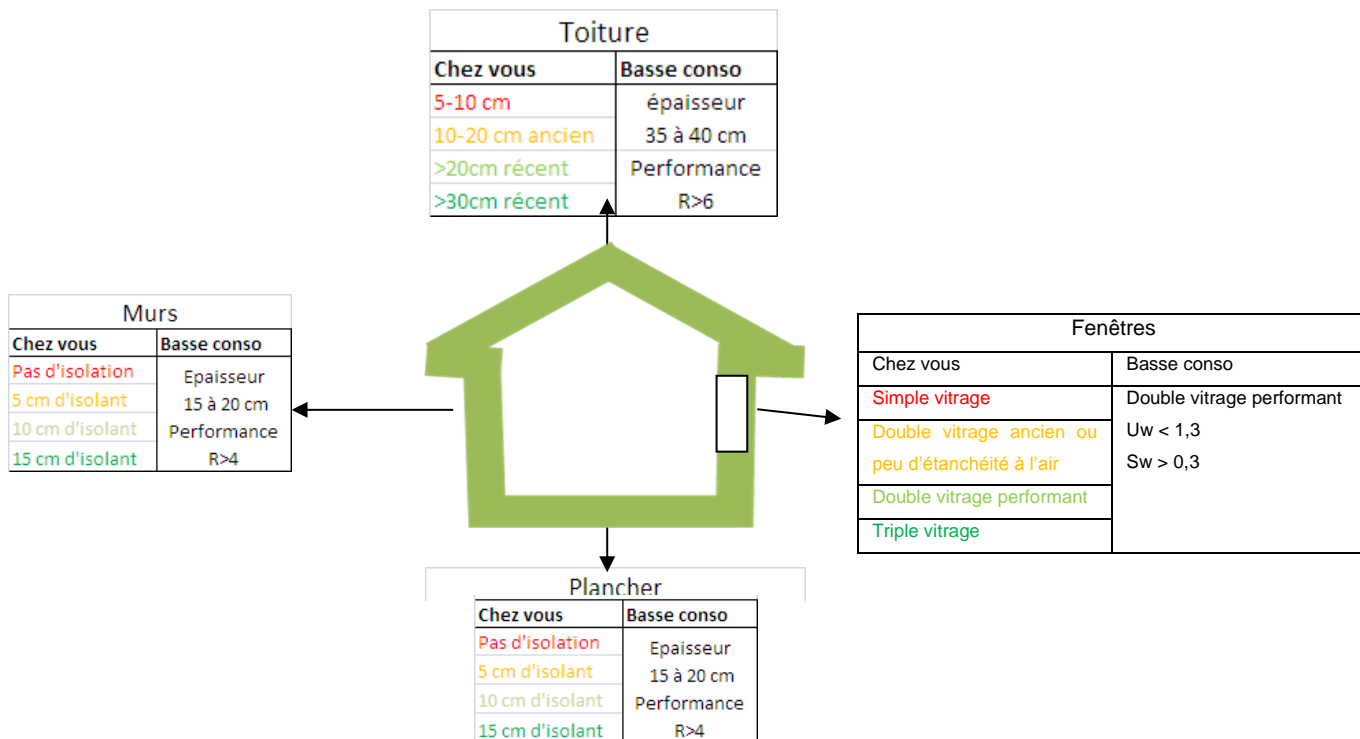 Toiture
Chez vous Basse conso
5-10 cm épaisseur
10-20 cm ancien 35 à 40 cm
>20cm récent Performance
>30cm récent R>6
Murs
Chez vous Basse conso
Pas d'isolation Epaisseur
5 cm d'isolant 15 à 20 cm
10 cm d'isolant Performance
15 cm d'isolant R>4
Fenêtres
Chez vous Basse conso
Simple vitrage Double vitrage performant
Double vitrage ancien ou Uw < 1,3
peu d'étanchéité à l'air Sw > 0,3
Double vitrage performant
Triple vitrage
Plancher
Chez vous Basse conso
Pas d'isolation Epaisseur
5 cm d'isolant 15 à 20 cm
10 cm d'isolant Performance
15 cm d'isolant R>4